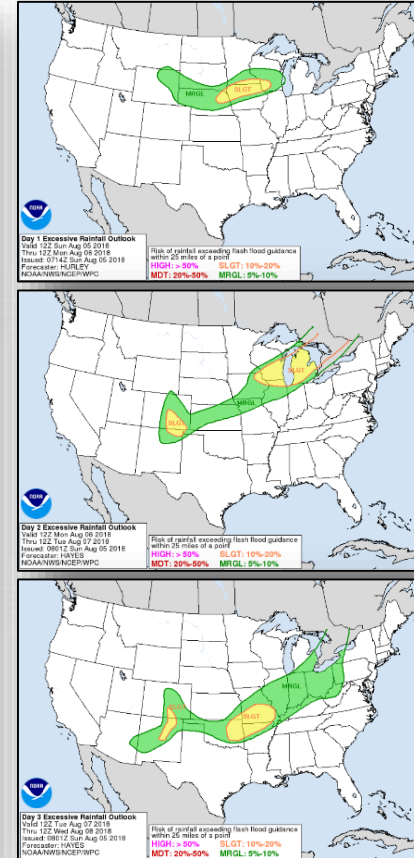 MRGL
SLGT
NOAA
Day 1 Excessive Rainfall Outlook
Valid 12Z Sun Aug 05 2018
Thru 12Z Mon Aug 06 2018
Issued: 0714Z Sun Aug 05 2018
Forecaster: HURLEY
NOAA/NWS/NCEP/WPC
Risk of rainfall exceeding flash flood guidance
within 25 miles of a point
HIGH: > 50% SLGT: 10%-20%
MDT: 20%-50% MRGL: 5%-10%
SLGT
MRGL
SLGT
NOAA
Day 2 Excessive Rainfall Outlook
Valid 12Z Mon Aug 06 2018
Thru 12Z Tue Aug 07 2018
Issued: 0801Z Sun Aug 05 2018
Forecaster: HAYES
NOAA/NWS/NCEP/WPC
Risk of rainfall exceeding flash flood guidance
within 25 miles of a point
HIGH: > 50% SLGT: 10%-20%
MDT: 20%-50% MRGL: 5%-10%
MRGL
SLGT
SLGT
NOAA
Day 3 Excessive Rainfall Outlook
Valid 12Z Tue Aug 07 2018
Thru 12Z Wed Aug 08 2018
Issued: 0801Z Sun Aug 05 2018
Forecaster: HAYES
NOAA/NWS/NCEP/WPC
Risk of rainfall exceeding flash flood guidance
within 25 miles of a point
HIGH: > 50% SLGT: 10%-20%
MDT: 20%-50% MRGL: 5%-10%